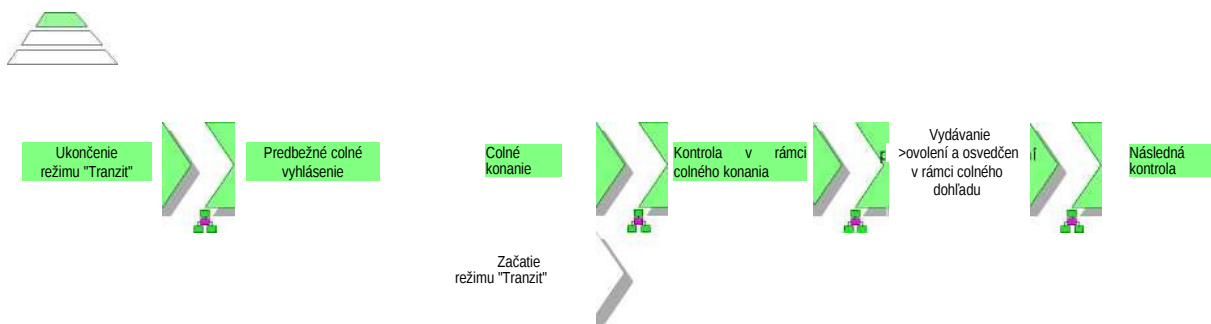 Ukončenie
režimu "Tranzit"
Predbežné colné
vyhlásenie
Colné
konanie
Kontrola v rámci
colného konania
Vydávanie
>ovolení a osvedčen
v rámci colného
dohľadu
Následná
kontrola
Začatie
režimu "Tranzit"